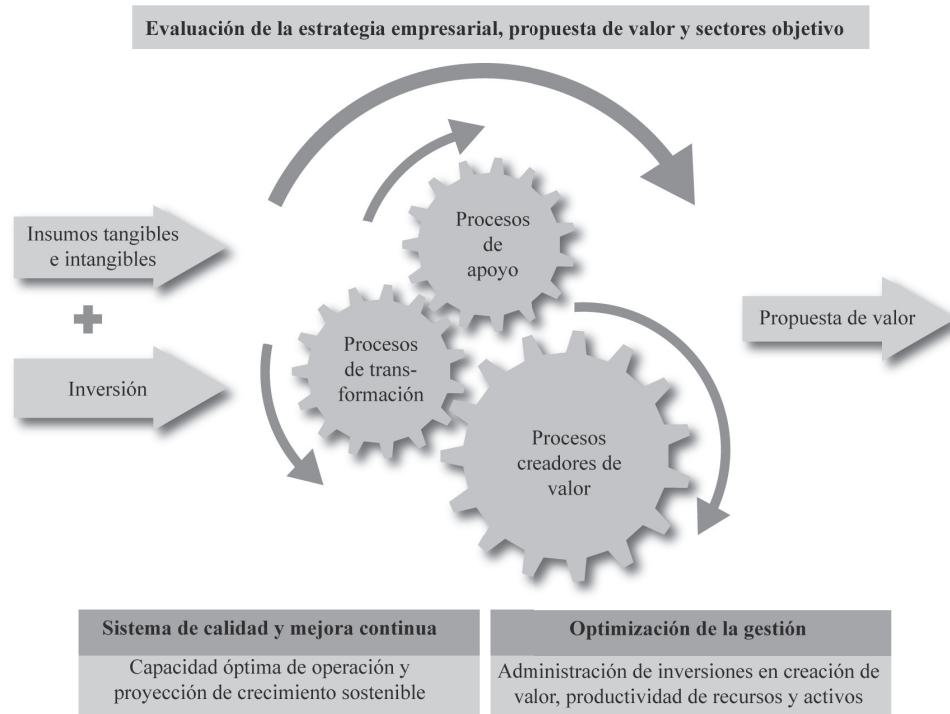 Evaluación de la estrategia empresarial, propuesta de valor y sectores objetivo
Insumos tangibles
e intangibles
Inversión
Procesos
de
apoyo
Procesos
de trans-
formación
Procesos
creadores de
valor
Propuesta de valor
Sistema de calidad y mejora continua
Capacidad óptima de operación y
proyección de crecimiento sostenible
Optimización de la gestión
Administración de inversiones en creación de
valor, productividad de recursos y activos